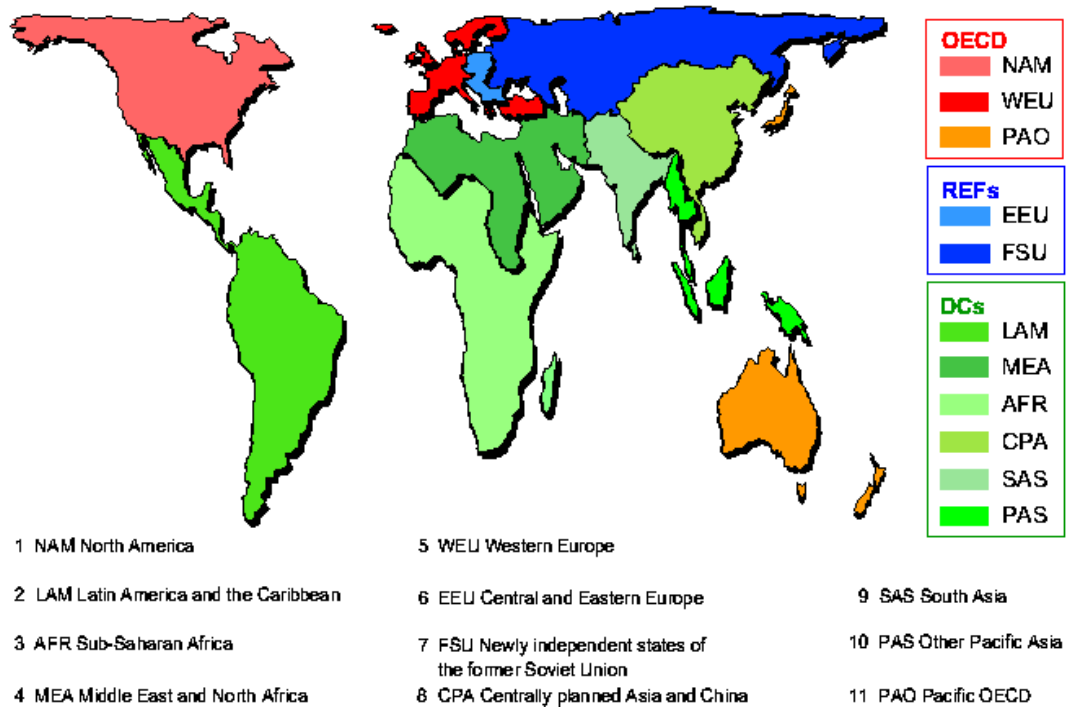 OECD
NAM
WEU
PAO
REFs
EEU
FSU
DCs
LAM
MEA
AFR
CPA
SAS
PAS
1 NAM North America
2 LAM Latin America and the Caribbean
3 AFR Sub-Saharan Africa
4 MEA Middle East and North Africa
5 WEU Western Europe
6 EEU Central and Eastern Europe
7 FSU Newly independent states of
the former Soviet Union
8 CPA Centrally planned Asia and China
9 SAS South Asia
10 PAS Other Pacific Asia
11 PAO Pacific OECD